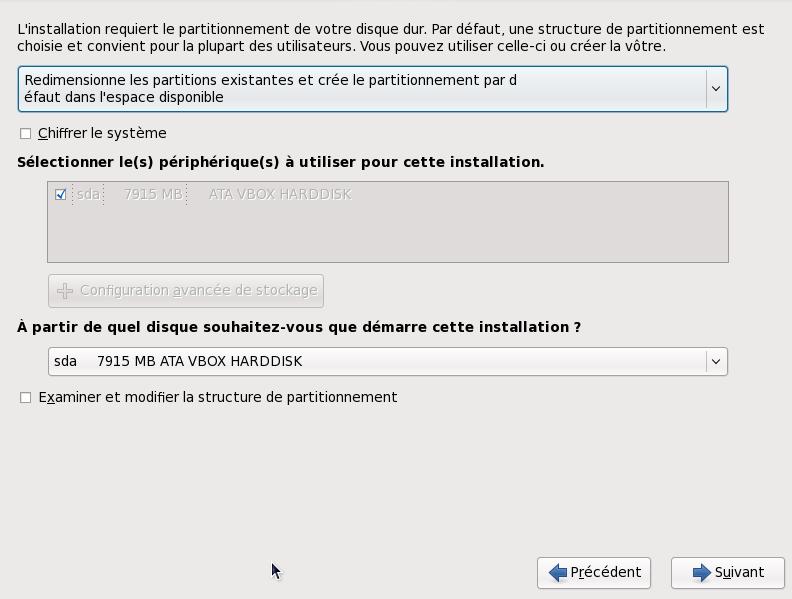 L'installation requiert le partitionnement de votre disque dur. Par défaut, une structure de partitionnement est
choisie et convient pour la plupart des utilisateurs. Vous pouvez utiliser celle-ci ou créer la vôtre.
Redimensionne les partitions existantes et crée le partitionnement par d
éfaut dans l'espace disponible
Chiffrer le système
Sélectionner le(s) périphérique(s) à utiliser pour cette installation.
sda 7915 MB ATA VBOX HARDDISK
Configuration avancée de stockage
À partir de quel disque souhaitez-vous que démarre cette installation ?
sda 7915 MB ATA VBOX HARDDISK
Examiner et modifier la structure de partitionnement
Précédent Suivant